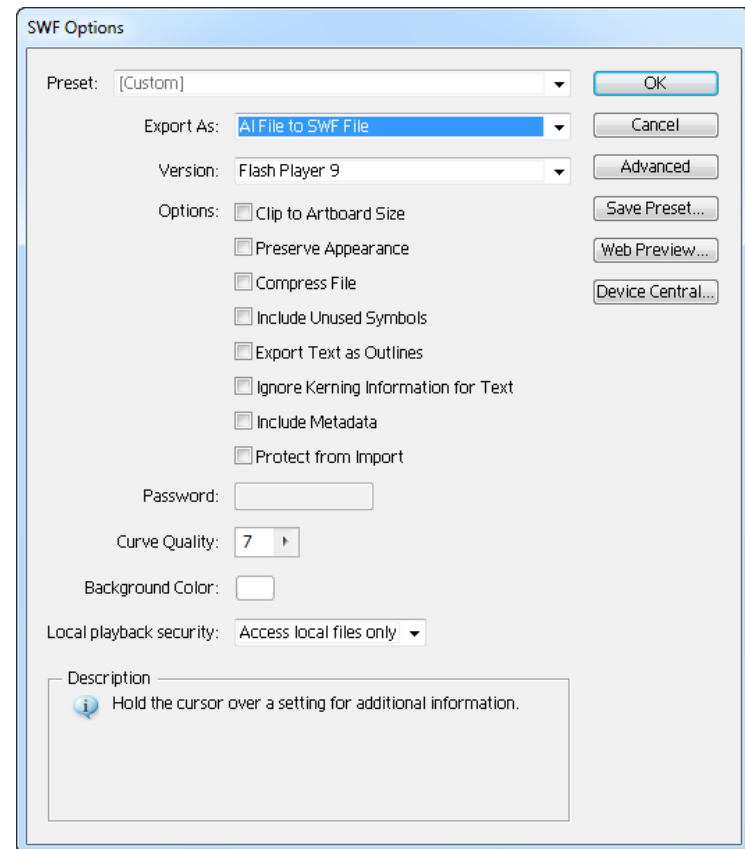 SWF Options
Preset: [Custom]
OK
Export As: AI File to SWF File
Cancel
Version: Flash Player 9
Advanced
Options: Clip to Artboard Size
Save Preset...
Preserve Appearance
Web Preview...
Compress File
Device Central...
Include Unused Symbols
Export Text as Outlines
Ignore Kerning Information for Text
Include Metadata
Protect from Import
Password:
Curve Quality: 7
Background Color:
Local playback security: Access local files only
Description
Hold the cursor over a setting for additional information.